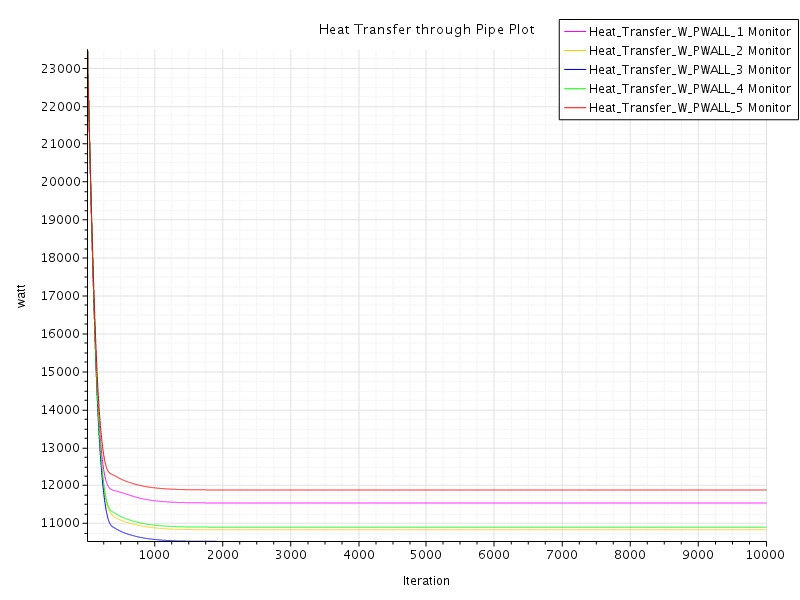 Heat Transfer through Pipe Plot
Heat_Transfer_W_PWALL_1 Monitor
Heat_Transfer_W_PWALL_2 Monitor
Heat_Transfer_W_PWALL_3 Monitor
Heat_Transfer_W_PWALL_4 Monitor
Heat_Transfer_W_PWALL_5 Monitor
23000
22000
21000
20000
19000
18000
17000
16000
15000
14000
13000
12000
11000
watt
1000 2000 3000 4000 5000 6000 7000 8000 9000 10000
Iteration